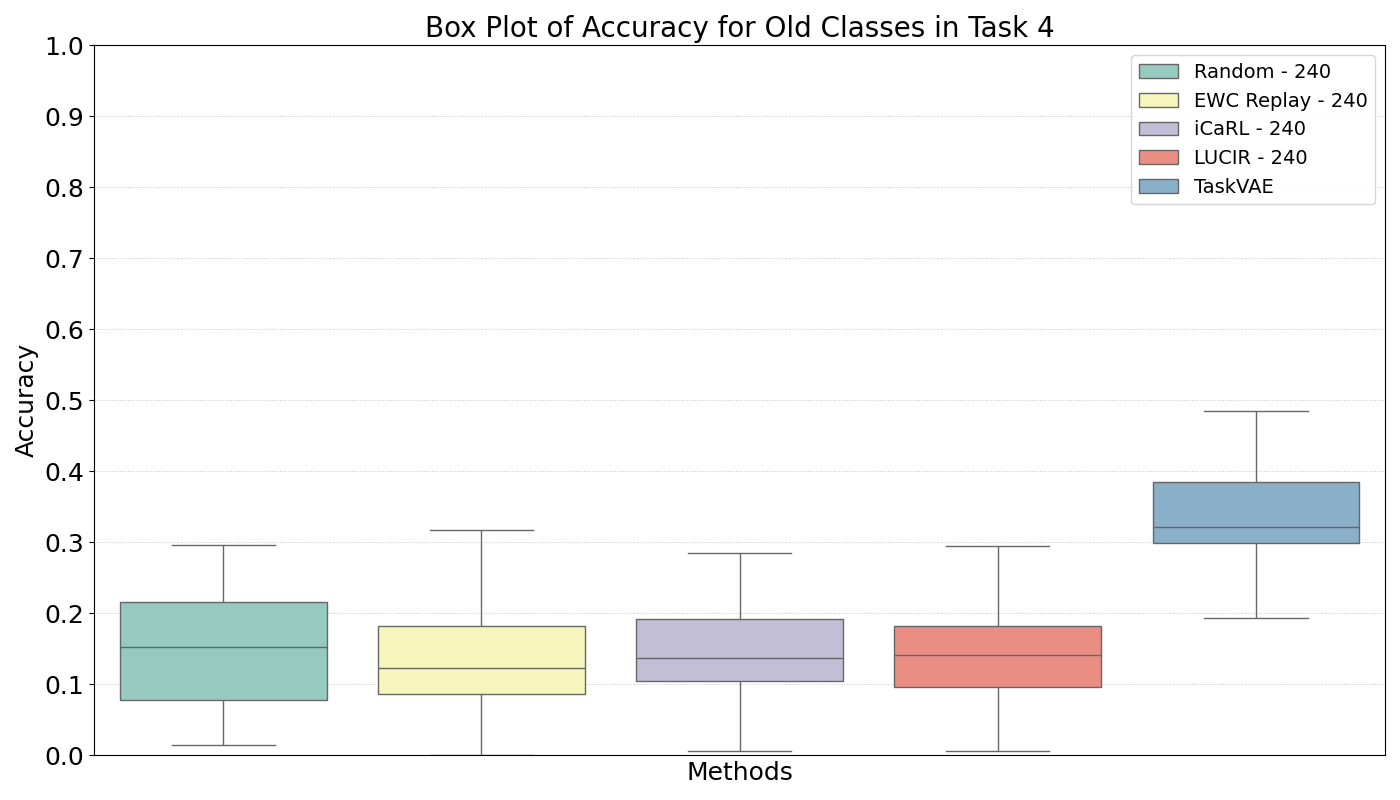 Box Plot of Accuracy for Old Classes in Task 4
1.0
0.9
0.8
0.7
0.6
0.5
0.4
0.3
0.2
0.1
0.0
Accuracy
Methods
Random - 240
EWC Replay - 240
iCaRL - 240
LUCIR - 240
TaskVAE